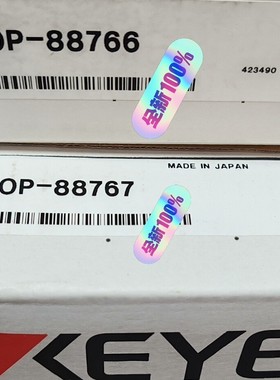 OP-88766
全新100%
423490
MADE IN JAPAN
OP-88767
全新100%
KEYE